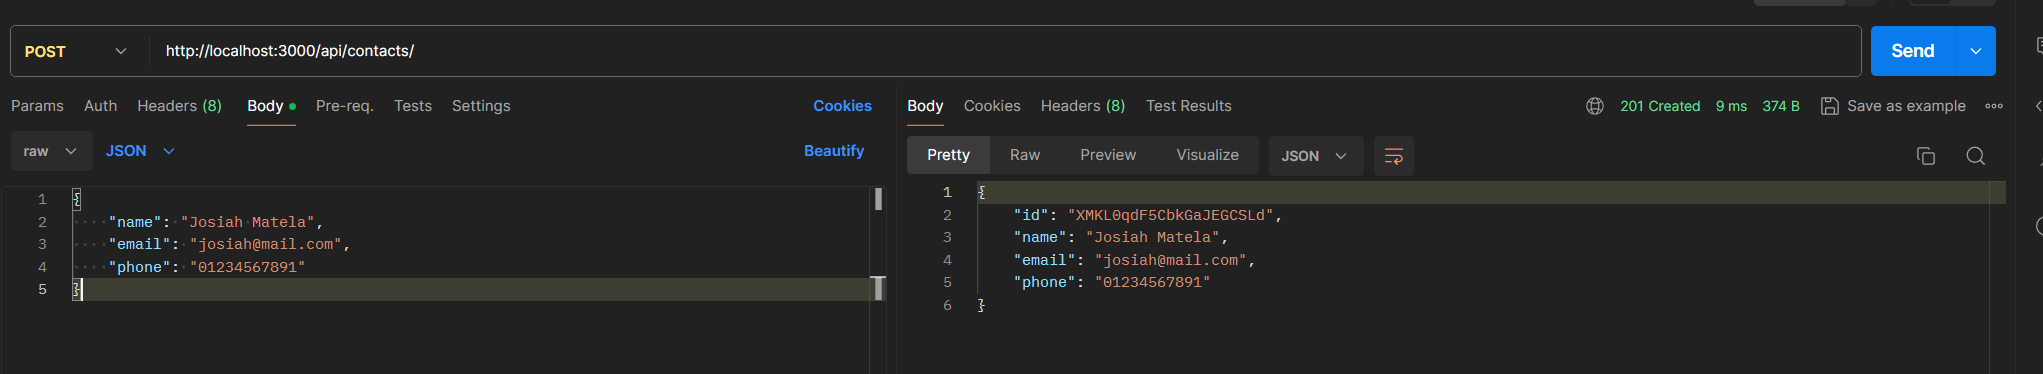 POST http://localhost:3000/api/contacts/ Send
Params Auth Headers (8) Body Pre-req. Tests Settings Cookies
raw JSON Beautify
1 {
2 "name": "Josiah Matela",
3 "email": "josiah@mail.com",
4 "phone": "01234567891"
5 }
Body Cookies Headers (8) Test Results 201 Created 9 ms 374 B Save as example
Pretty Raw Preview Visualize JSON
1 {
2 "id": "XMKL0qdF5CbkGaJEGCSLd",
3 "name": "Josiah Matela",
4 "email": "josiah@mail.com",
5 "phone": "01234567891"
6 }